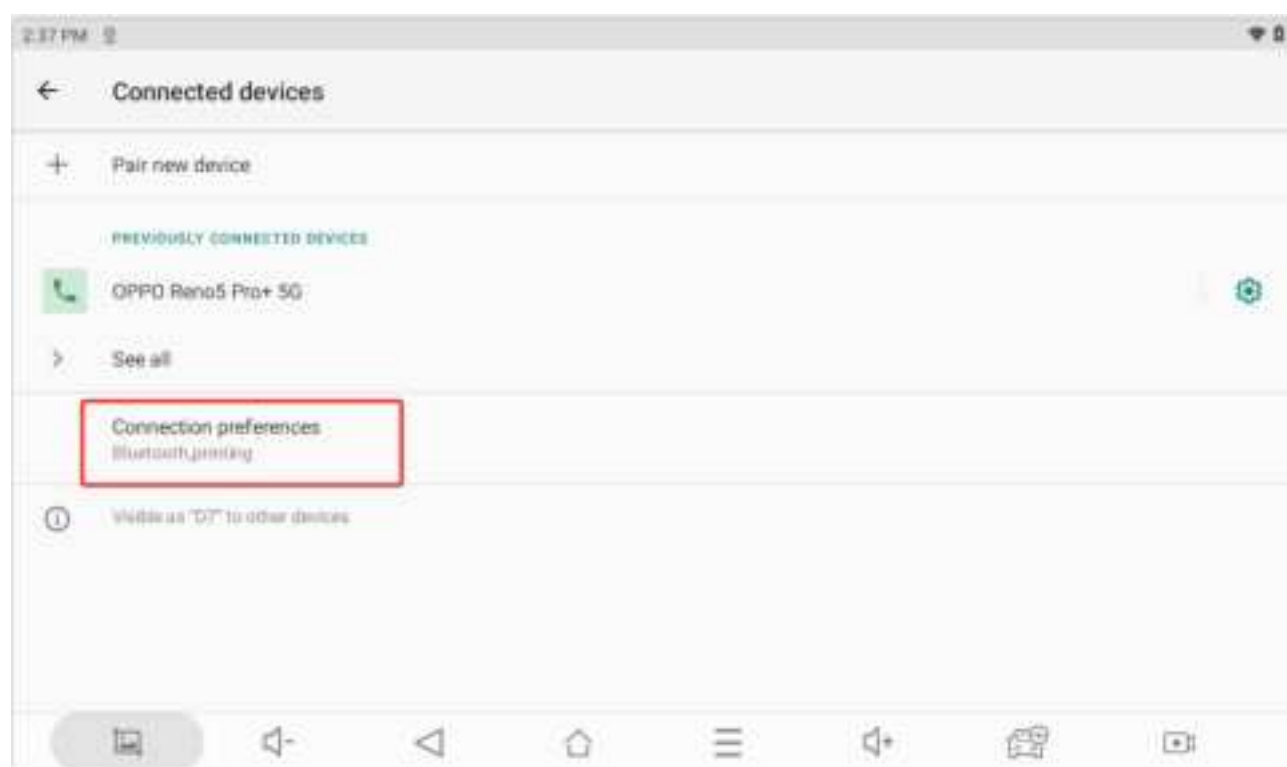 2:37 PM
Connected devices
Pair new device
PREVIOUSLY CONNECTED DEVICES
OPPO Reno5 Pro+ 5G
See all
Connection preferences
Bluetooth,printing
Visible as "D7" to other devices